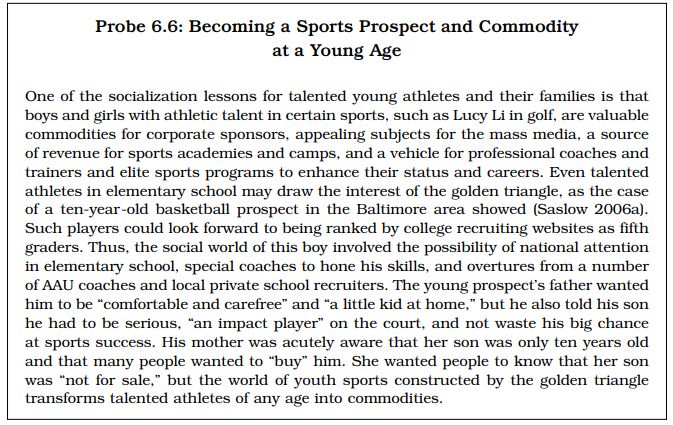 Probe 6.6: Becoming a Sports Prospect and Commodity
at a Young Age
One of the socialization lessons for talented young athletes and their families is that
boys and girls with athletic talent in certain sports, such as Lucy Li in golf, are valuable
commodities for corporate sponsors, appealing subjects for the mass media, a source
of revenue for sports academies and camps, and a vehicle for professional coaches and
trainers and elite sports programs to enhance their status and careers. Even talented
athletes in elementary school may draw the interest of the golden triangle, as the case
of a ten-year-old basketball prospect in the Baltimore area showed (Saslow 2006a).
Such players could look forward to being ranked by college recruiting websites as fifth
graders. Thus, the social world of this boy involved the possibility of national attention
in elementary school, special coaches to hone his skills, and overtures from a number
of AAU coaches and local private school recruiters. The young prospect’s father wanted
him to be “comfortable and carefree” and “a little kid at home,” but he also told his son
he had to be serious, “an impact player” on the court, and not waste his big chance
at sports success. His mother was acutely aware that her son was only ten years old
and that many people wanted to “buy” him. She wanted people to know that her son
was “not for sale,” but the world of youth sports constructed by the golden triangle
transforms talented athletes of any age into commodities.